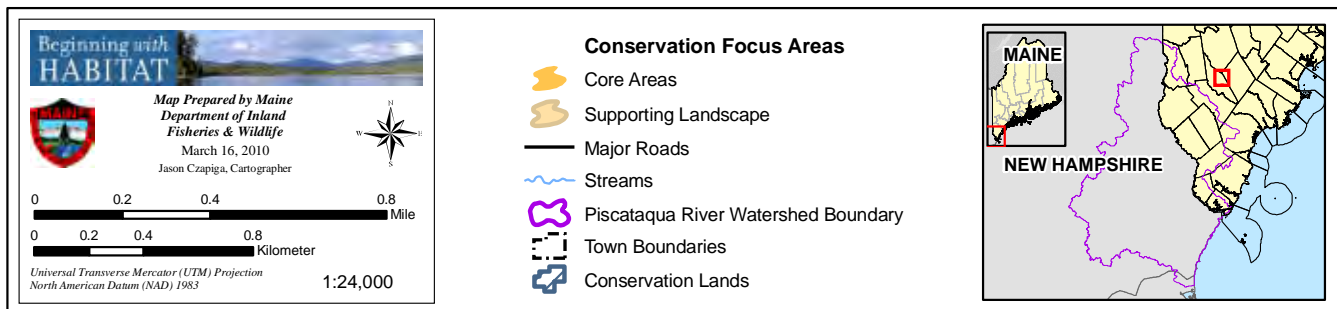 Beginning with
HABITAT
MAINE
Map Prepared by Maine
Department of Inland
Fisheries & Wildlife
March 16, 2010
Jason Czapiga, Cartographer
N
W E
S
0 0.2 0.4 0.8
Mile
0 0.2 0.4 0.8
Kilometer
Universal Transverse Mercator (UTM) Projection
North American Datum (NAD) 1983
1:24,000
Conservation Focus Areas
Core Areas
Supporting Landscape
Major Roads
Streams
Piscataqua River Watershed Boundary
Town Boundaries
Conservation Lands
MAINE
NEW HAMPSHIRE